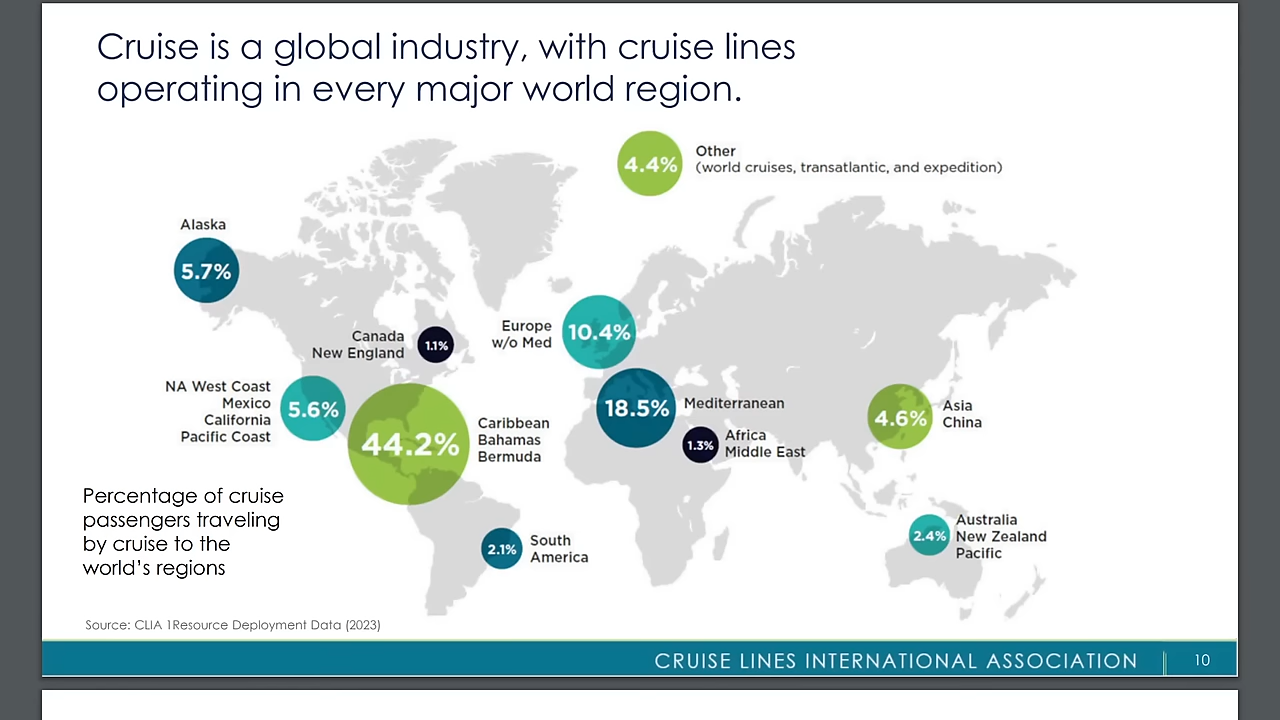 Cruise is a global industry, with cruise lines
operating in every major world region.
4.4%
Other
(world cruises, transatlantic, and expedition)
Alaska
5.7%
Canada
New England
1.1%
Europe
w/o Med
10.4%
NA West Coast
Mexico
California
Pacific Coast
5.6%
44.2%
Caribbean
Bahamas
Bermuda
18.5%
Mediterranean
1.3%
Africa
Middle East
4.6%
Asia
China
Percentage of cruise
passengers traveling
by cruise to the
world's regions
2.1%
South
America
2.4%
Australia
New Zealand
Pacific
Source: CLIA 1Resource Deployment Data (2023)
CRUISE LINES INTERNATIONAL ASSOCIATION
10